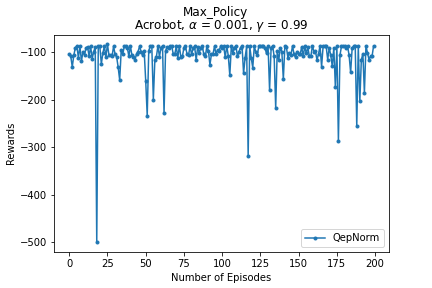 Max_Policy
Acrobot, α = 0.001, γ = 0.99
Rewards
−100
−200
−300
−400
−500
0
25
50
75
100
125
150
175
200
Number of Episodes
QepNorm